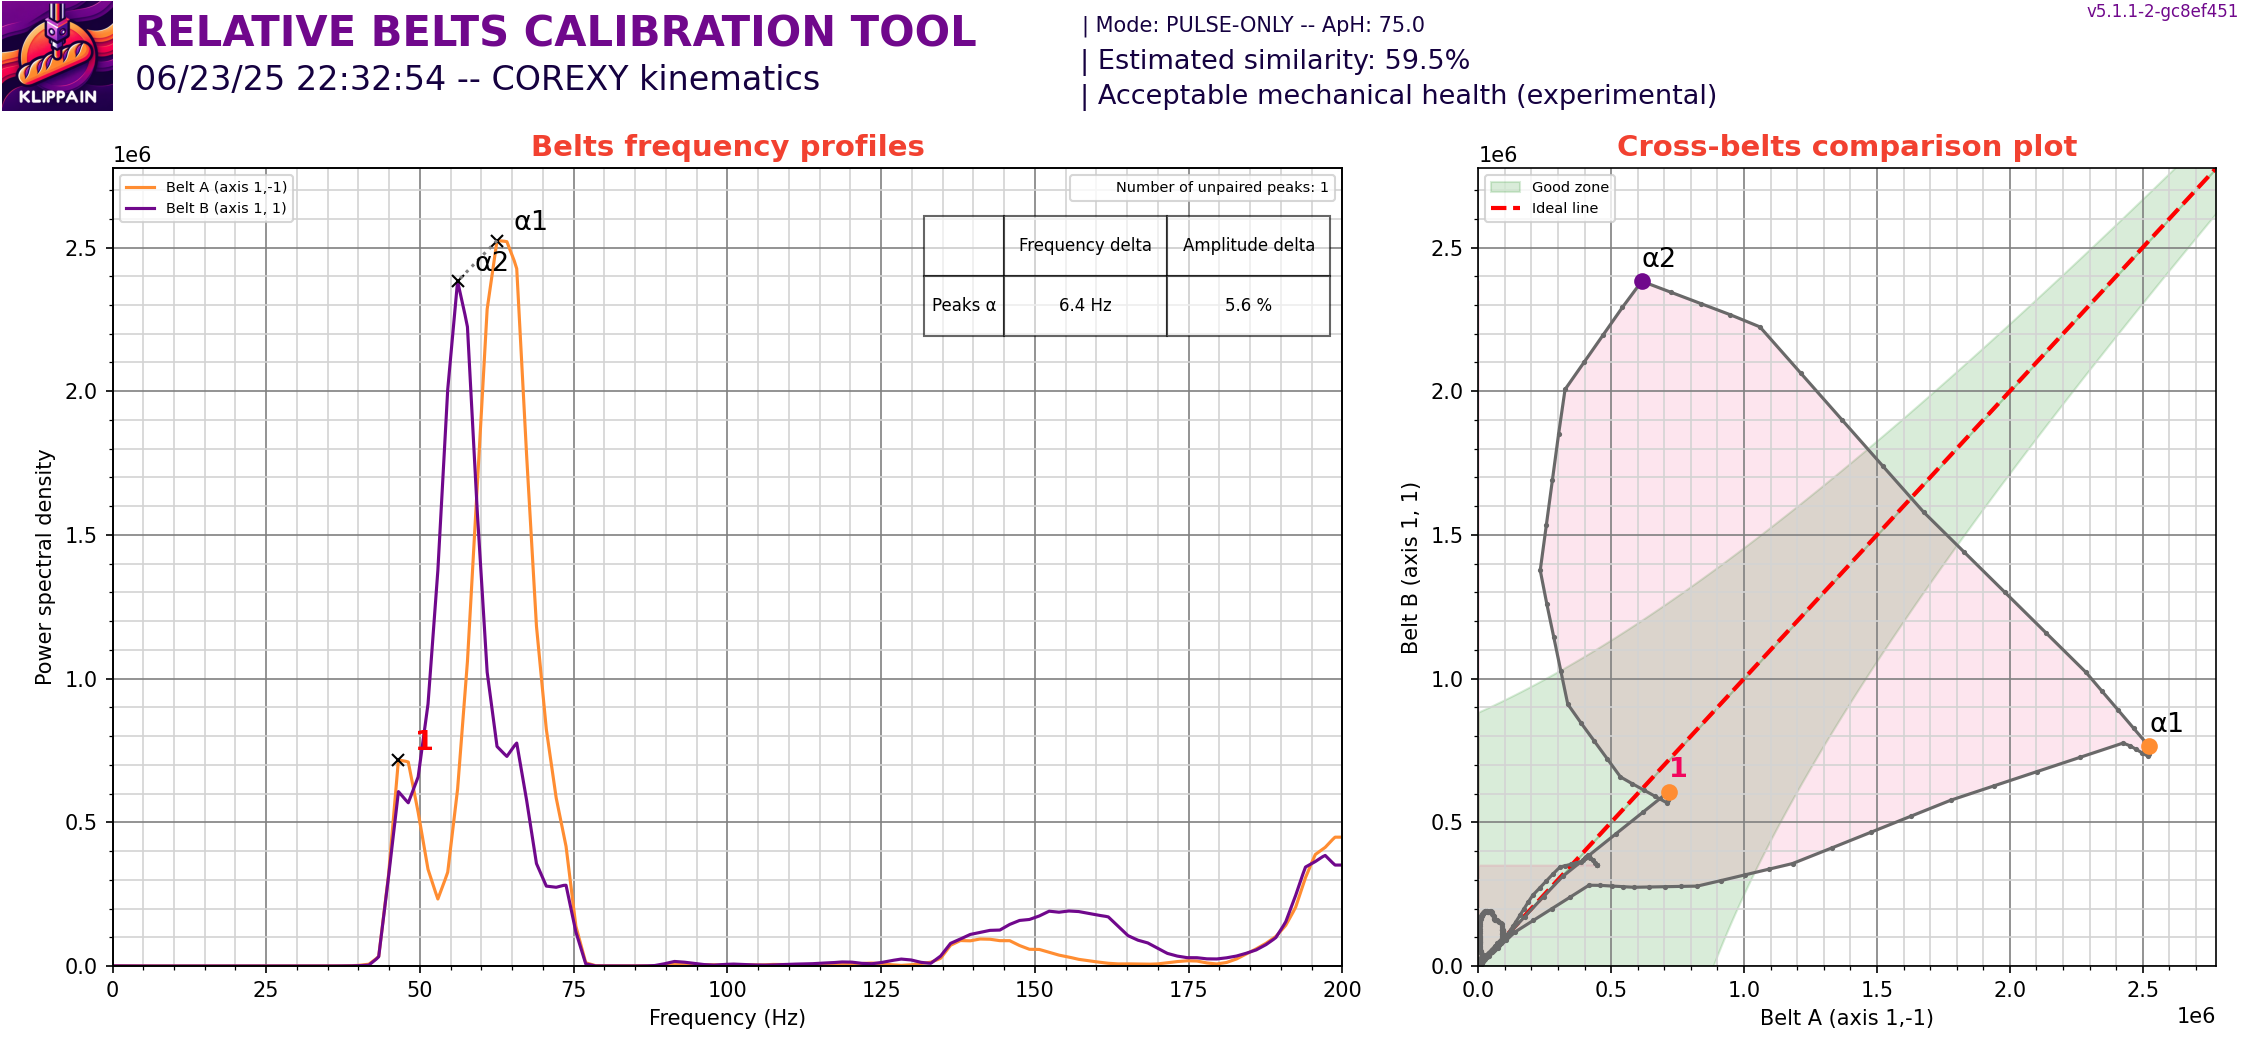 KLIPPAIN
RELATIVE BELTS CALIBRATION TOOL
06/23/25 22:32:54 -- COREXY kinematics
| Mode: PULSE-ONLY -- ApH: 75.0
| Estimated similarity: 59.5%
| Acceptable mechanical health (experimental)
v5.1.1-2-gc8ef451
Belts frequency profiles
1e6
Belt A (axis 1,-1)
Belt B (axis 1, 1)
Number of unpaired peaks: 1
Frequency delta Amplitude delta
Peaks α 6.4 Hz 5.6 %
α1
α2
1
2.5
2.0
1.5
1.0
0.5
0.0
Power spectral density
0 25 50 75 100 125 150 175 200
Frequency (Hz)
Cross-belts comparison plot
1e6
Good zone
Ideal line
α2
α1
1
2.5
2.0
1.5
1.0
0.5
0.0
Belt B (axis 1, 1)
0.0 0.5 1.0 1.5 2.0 2.5
Belt A (axis 1,-1)
1e6